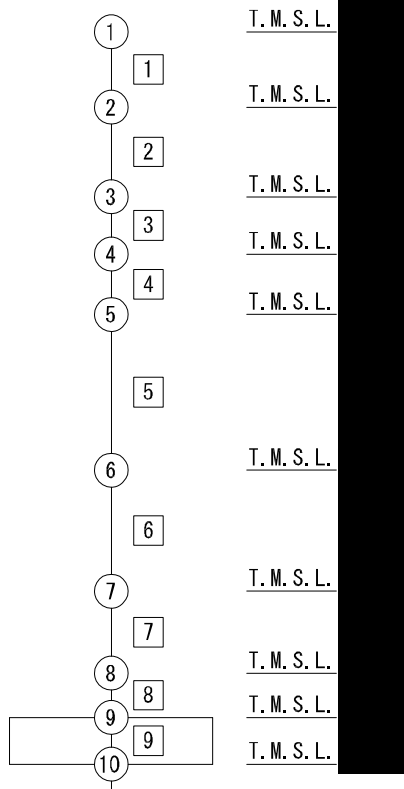 1 T.M.S.L.
1
2 T.M.S.L.
2
3 T.M.S.L.
3
4 T.M.S.L.
4
5 T.M.S.L.
5
6 T.M.S.L.
6
7 T.M.S.L.
7
8 T.M.S.L.
8
9 T.M.S.L.
9
10 T.M.S.L.